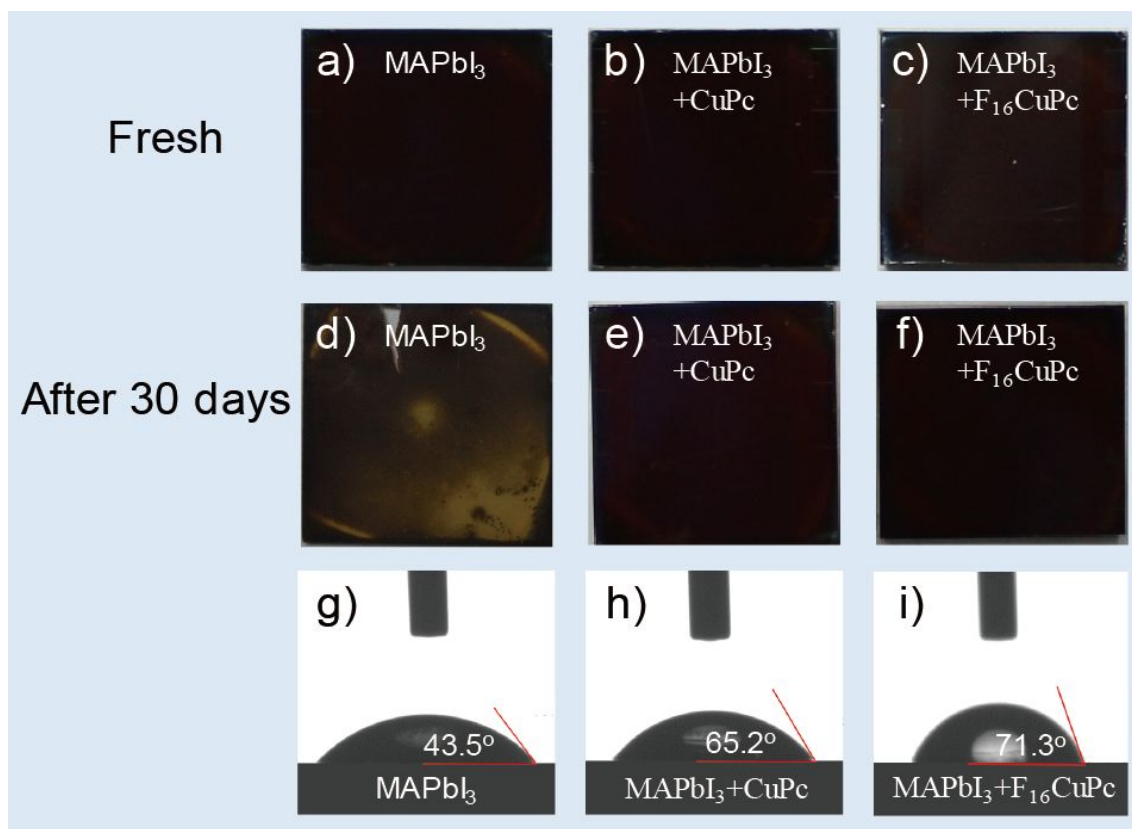 Fresh
a) MAPbI₃
b) MAPbI₃
+CuPc
c) MAPbI₃
+F₁₆CuPc
After 30 days
d) MAPbI₃
e) MAPbI₃
+CuPc
f) MAPbI₃
+F₁₆CuPc
g)
43.5°
MAPbI₃
h)
65.2°
MAPbI₃+CuPc
i)
71.3°
MAPbI₃+F₁₆CuPc